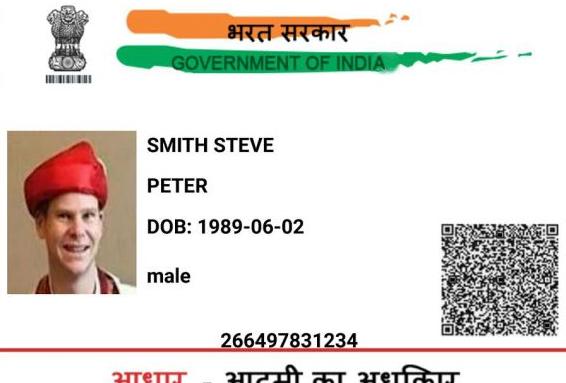 भरत सरकार
GOVERNMENT OF INDIA
SMITH STEVE
PETER
DOB: 1989-06-02
male
266497831234
आधार - आदमी का अधिकार